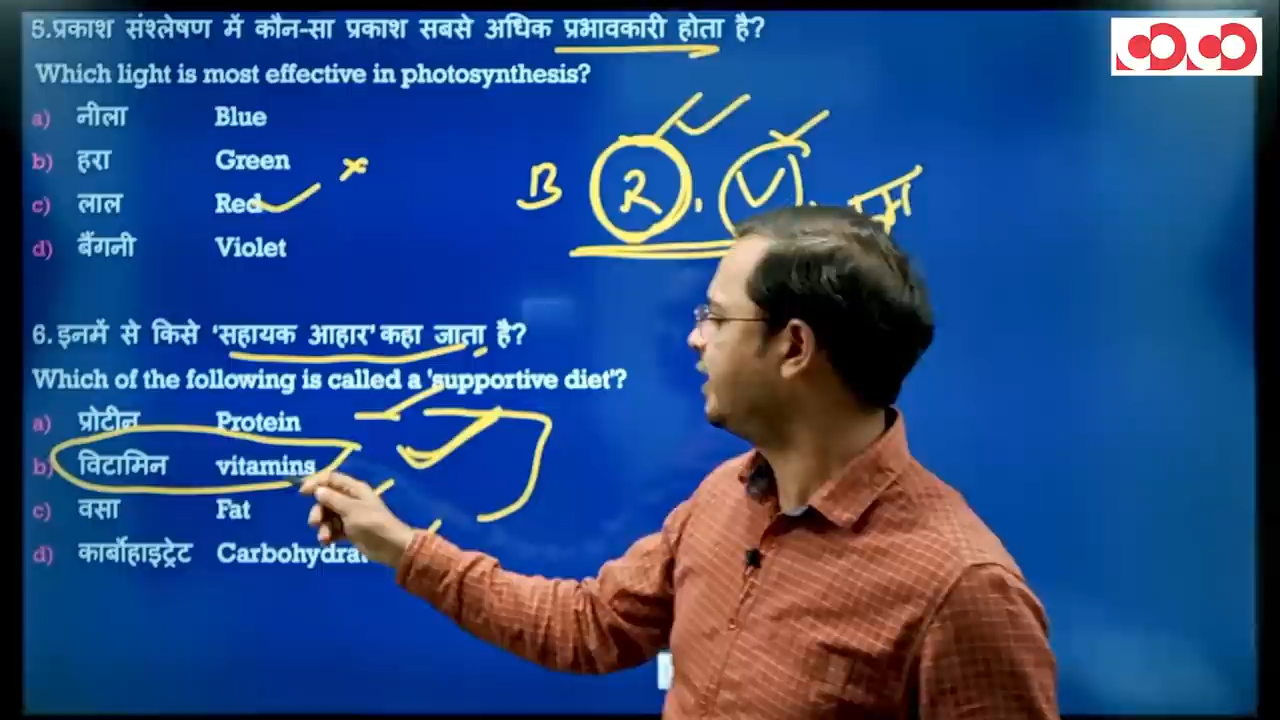 5.प्रकाश संश्लेषण में कौन-सा प्रकाश सबसे अधिक प्रभावकारी होता है?
Which light is most effective in photosynthesis?
a) नीला Blue
b) हरा Green
c) लाल Red
d) बैंगनी Violet
B R, V,
6.इनमें से किसे 'सहायक आहार' कहा जाता है?
Which of the following is called a 'supportive diet'?
a) प्रोटीन Protein
b) विटामिन vitamins
c) वसा Fat
d) कार्बोहाइट्रेट